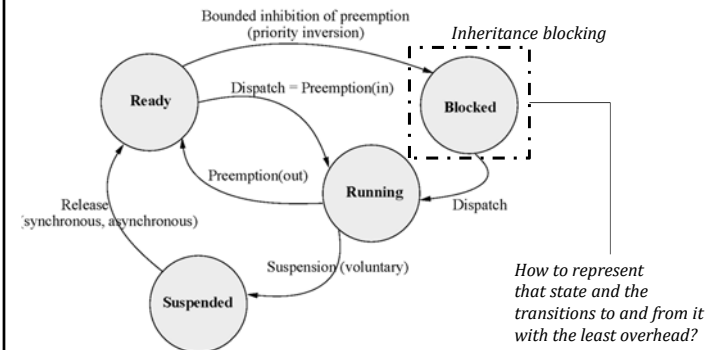 Bounded inhibition of preemption
(priority inversion)
Inheritance blocking
Ready
Dispatch = Preemption(in)
Blocked
Preemption(out)
Running
Dispatch
Release
(synchronous, asynchronous)
Suspension (voluntary)
Suspended
How to represent
that state and the
transitions to and from it
with the least overhead?